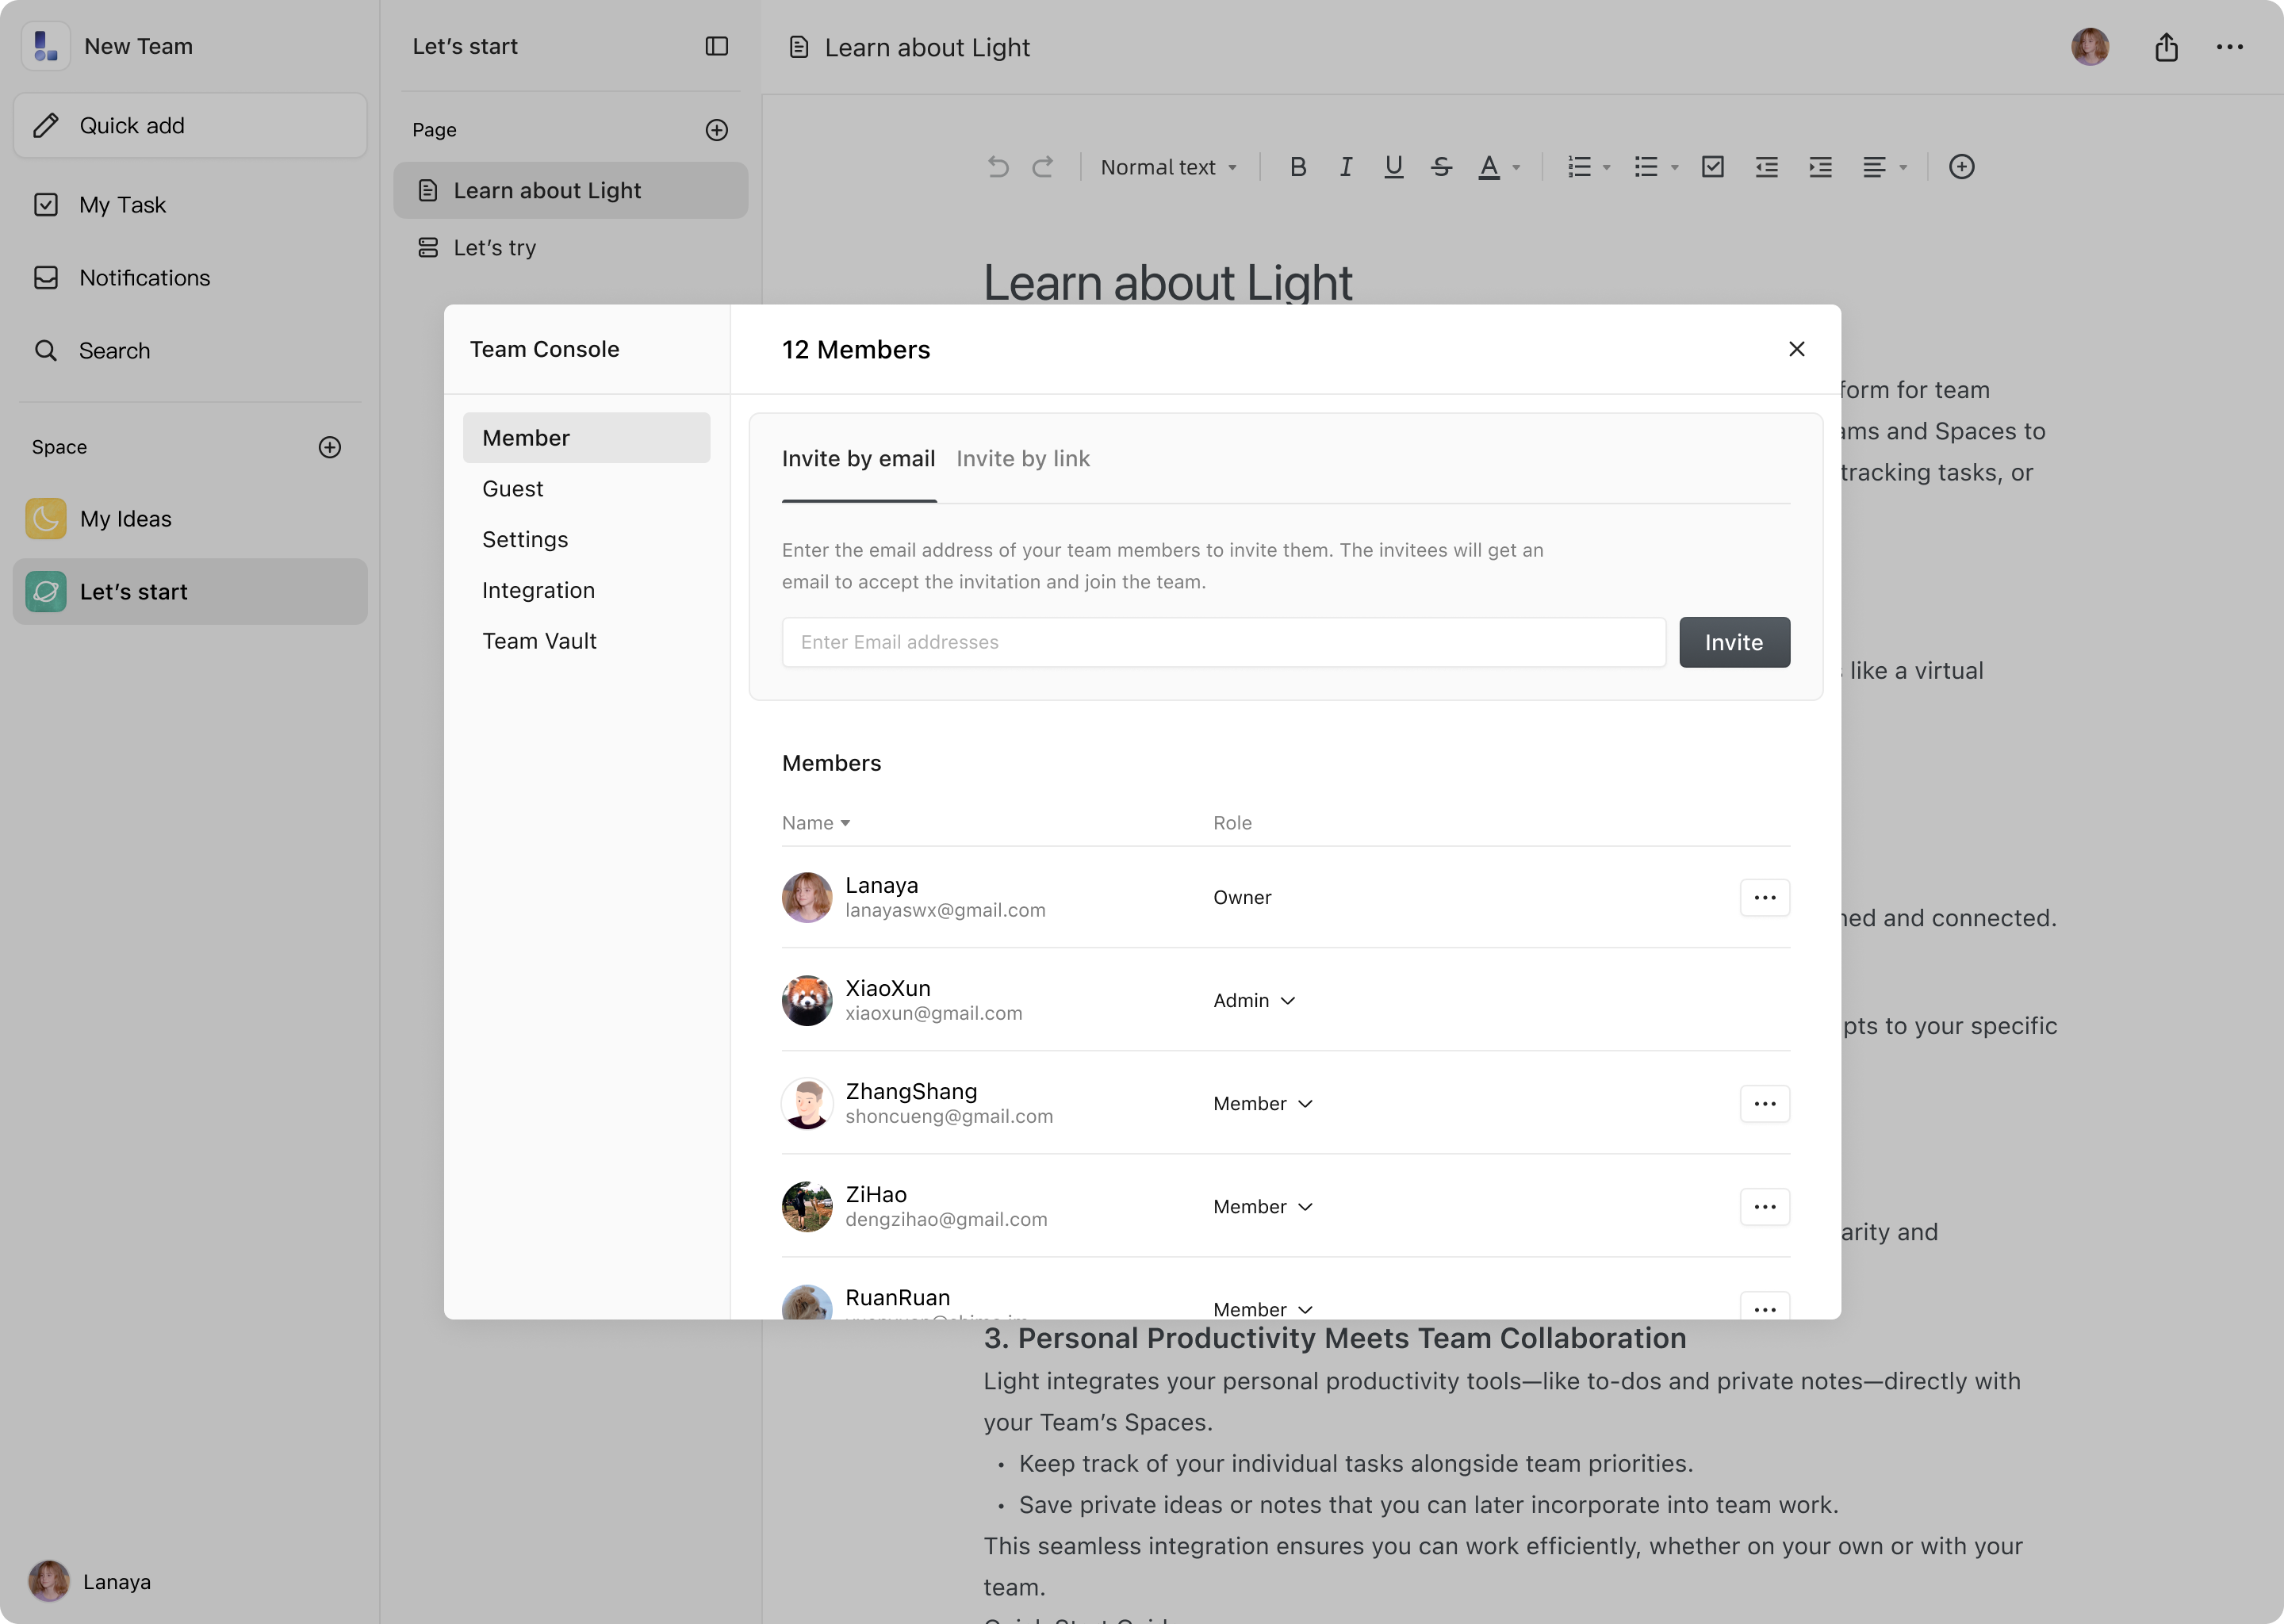 New Team
Quick add
My Task
Notifications
Search
Space
My Ideas
Let’s start
Lanaya
Let’s start
Page
Learn about Light
Let’s try
Learn about Light
Normal text
Learn about Light
form for team
ams and Spaces to
tracking tasks, or
like a virtual
ned and connected.
pts to your specific
arity and
3. Personal Productivity Meets Team Collaboration
Light integrates your personal productivity tools—like to-dos and private notes—directly with
your Team’s Spaces.
• Keep track of your individual tasks alongside team priorities.
• Save private ideas or notes that you can later incorporate into team work.
This seamless integration ensures you can work efficiently, whether on your own or with your
team.
Team Console
Member
Guest
Settings
Integration
Team Vault
12 Members
Invite by email Invite by link
Enter the email address of your team members to invite them. The invitees will get an
email to accept the invitation and join the team.
Enter Email addresses
Invite
Members
Name Role
Lanaya
lanayaswx@gmail.com
Owner
XiaoXun
xiaoxun@gmail.com
Admin
ZhangShang
shoncueng@gmail.com
Member
ZiHao
dengzihao@gmail.com
Member
RuanRuan
Member